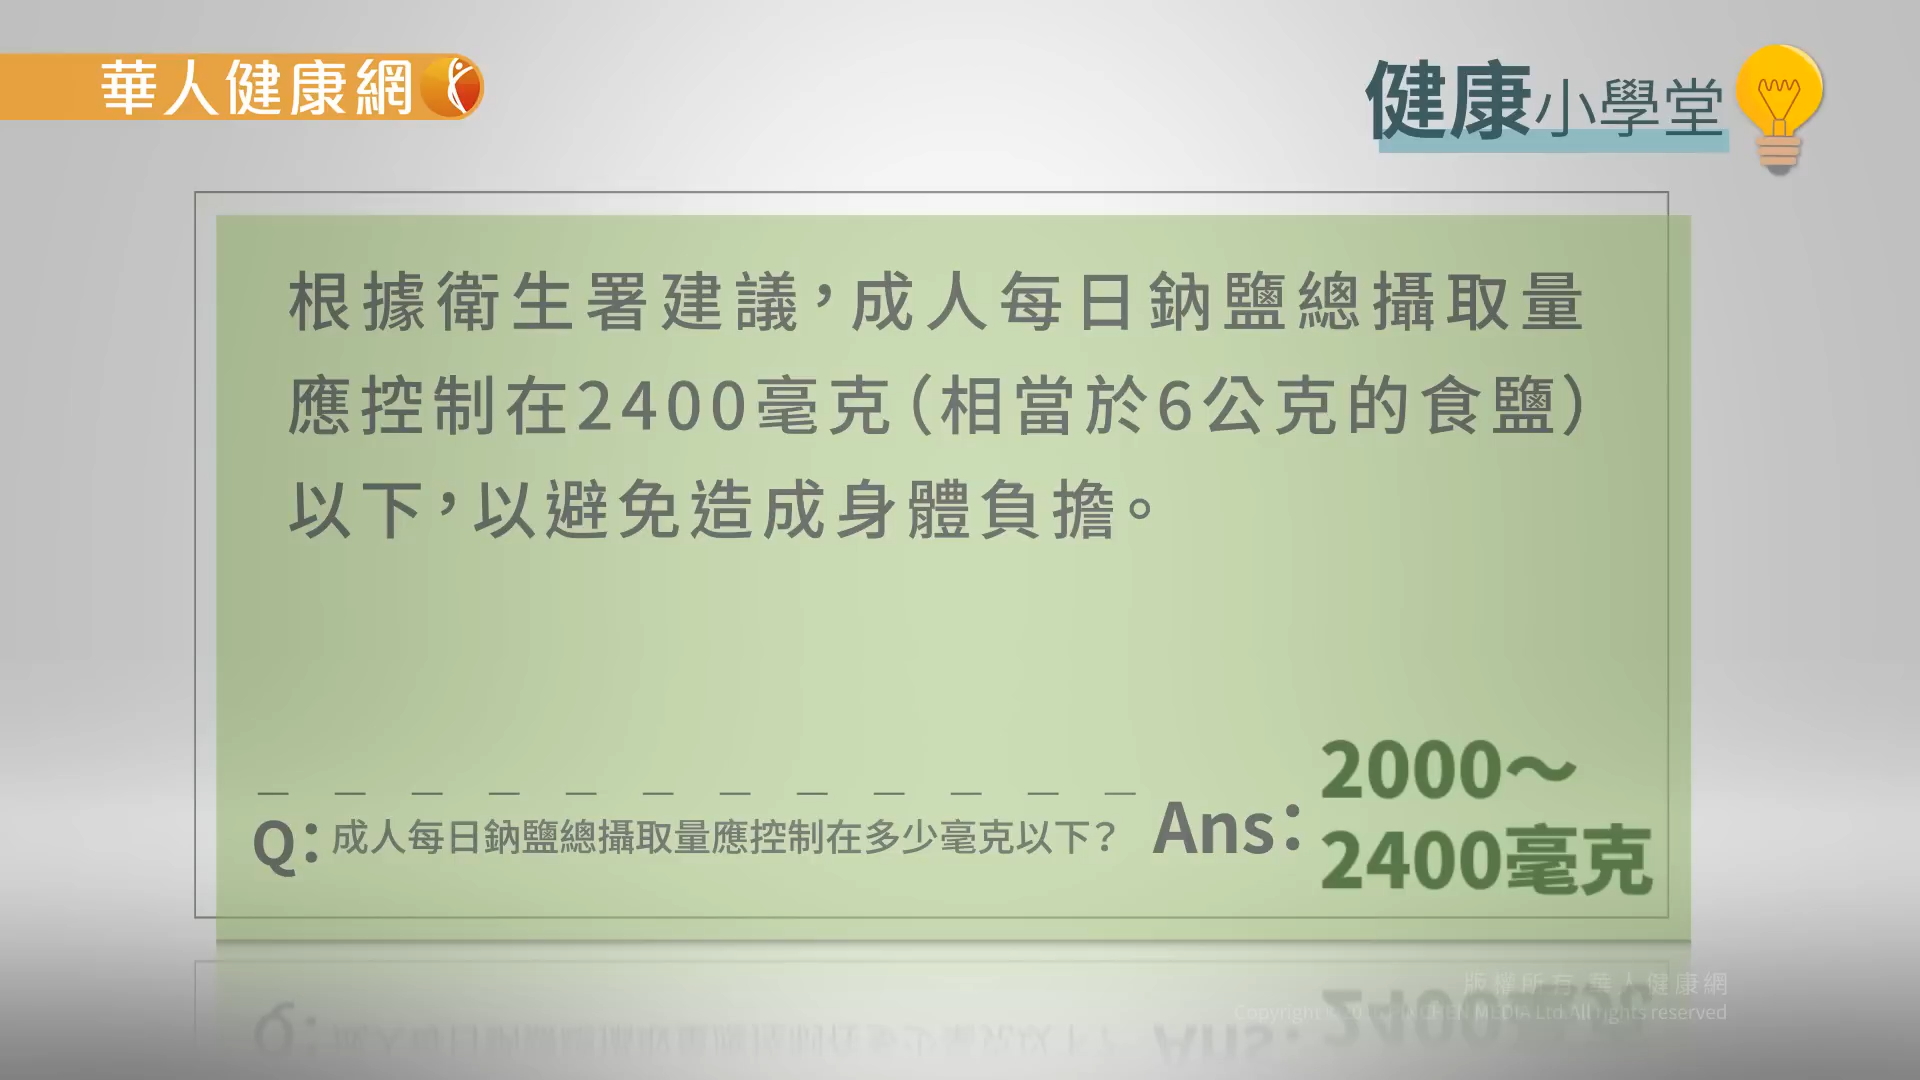 華人健康網
健康小學堂
根據衛生署建議，成人每日鈉鹽總攝取量
應控制在2400毫克（相當於6公克的食鹽）
以下，以避免造成身體負擔。
Q：成人每日鈉鹽總攝取量應控制在多少毫克以下？
Ans：2000～
2400毫克
版權所有 華人健康網